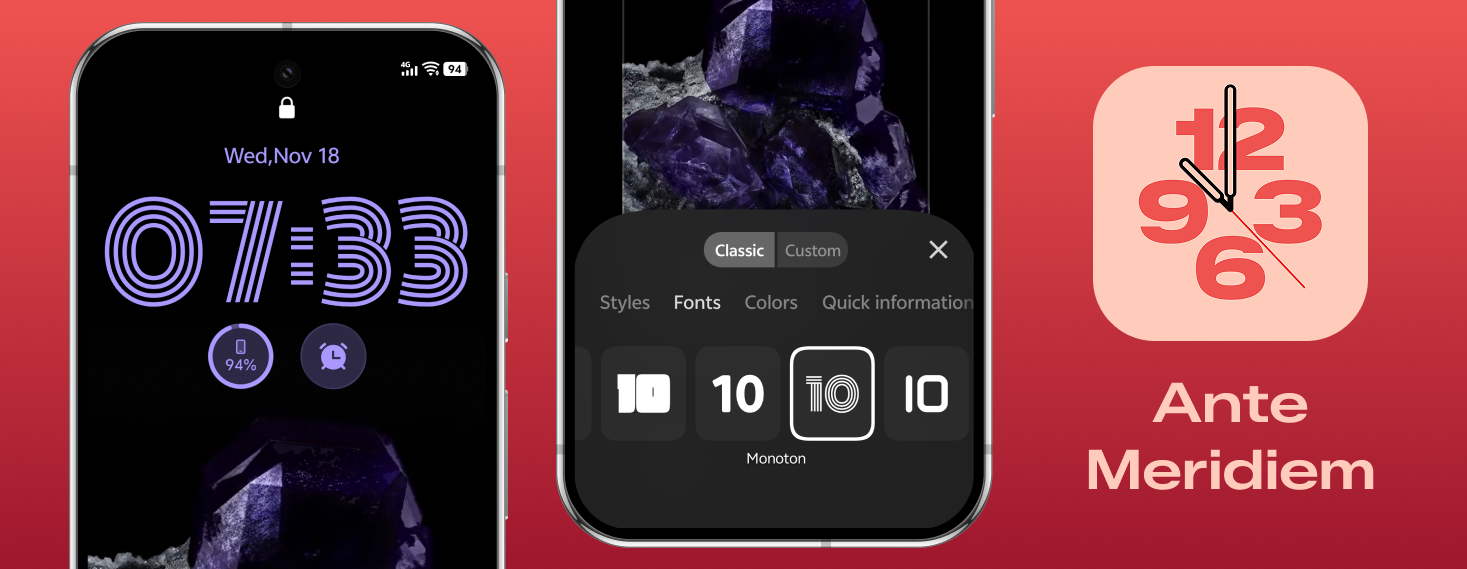 4G
94
Wed,Nov 18
07:33
94%
Classic
Custom
Styles
Fonts
Colors
Quick information
10
10
10
10
Monoton
12
9
3
6
Ante
Meridiem